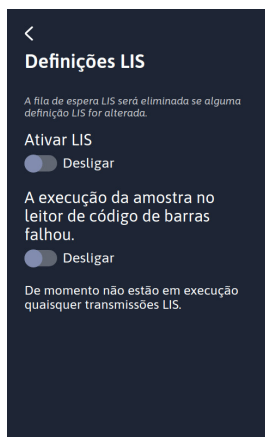 Definições LIS
A fila de espera LIS será eliminada se alguma
definição LIS for alterada.
Ativar LIS
Desligar
A execução da amostra no
leitor de código de barras
falhou.
Desligar
De momento não estão em execução
quaisquer transmissões LIS.